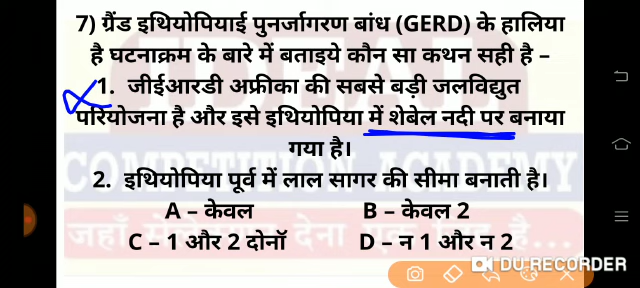 7) ग्रैंड इथियोपियाई पुनर्जागरण बांध (GERD) के हालिया
है घटनाक्रम के बारे में बताइये कौन सा कथन सही है –
1. जीईआरडी अफ्रीका की सबसे बड़ी जलविद्युत
परियोजना है और इसे इथियोपिया में शेबेल नदी पर बनाया
गया है।
2. इथियोपिया पूर्व में लाल सागर की सीमा बनाती है।
A – केवल B – केवल 2
C – 1 और 2 दोनों D – न 1 और न 2
DU RECORDER